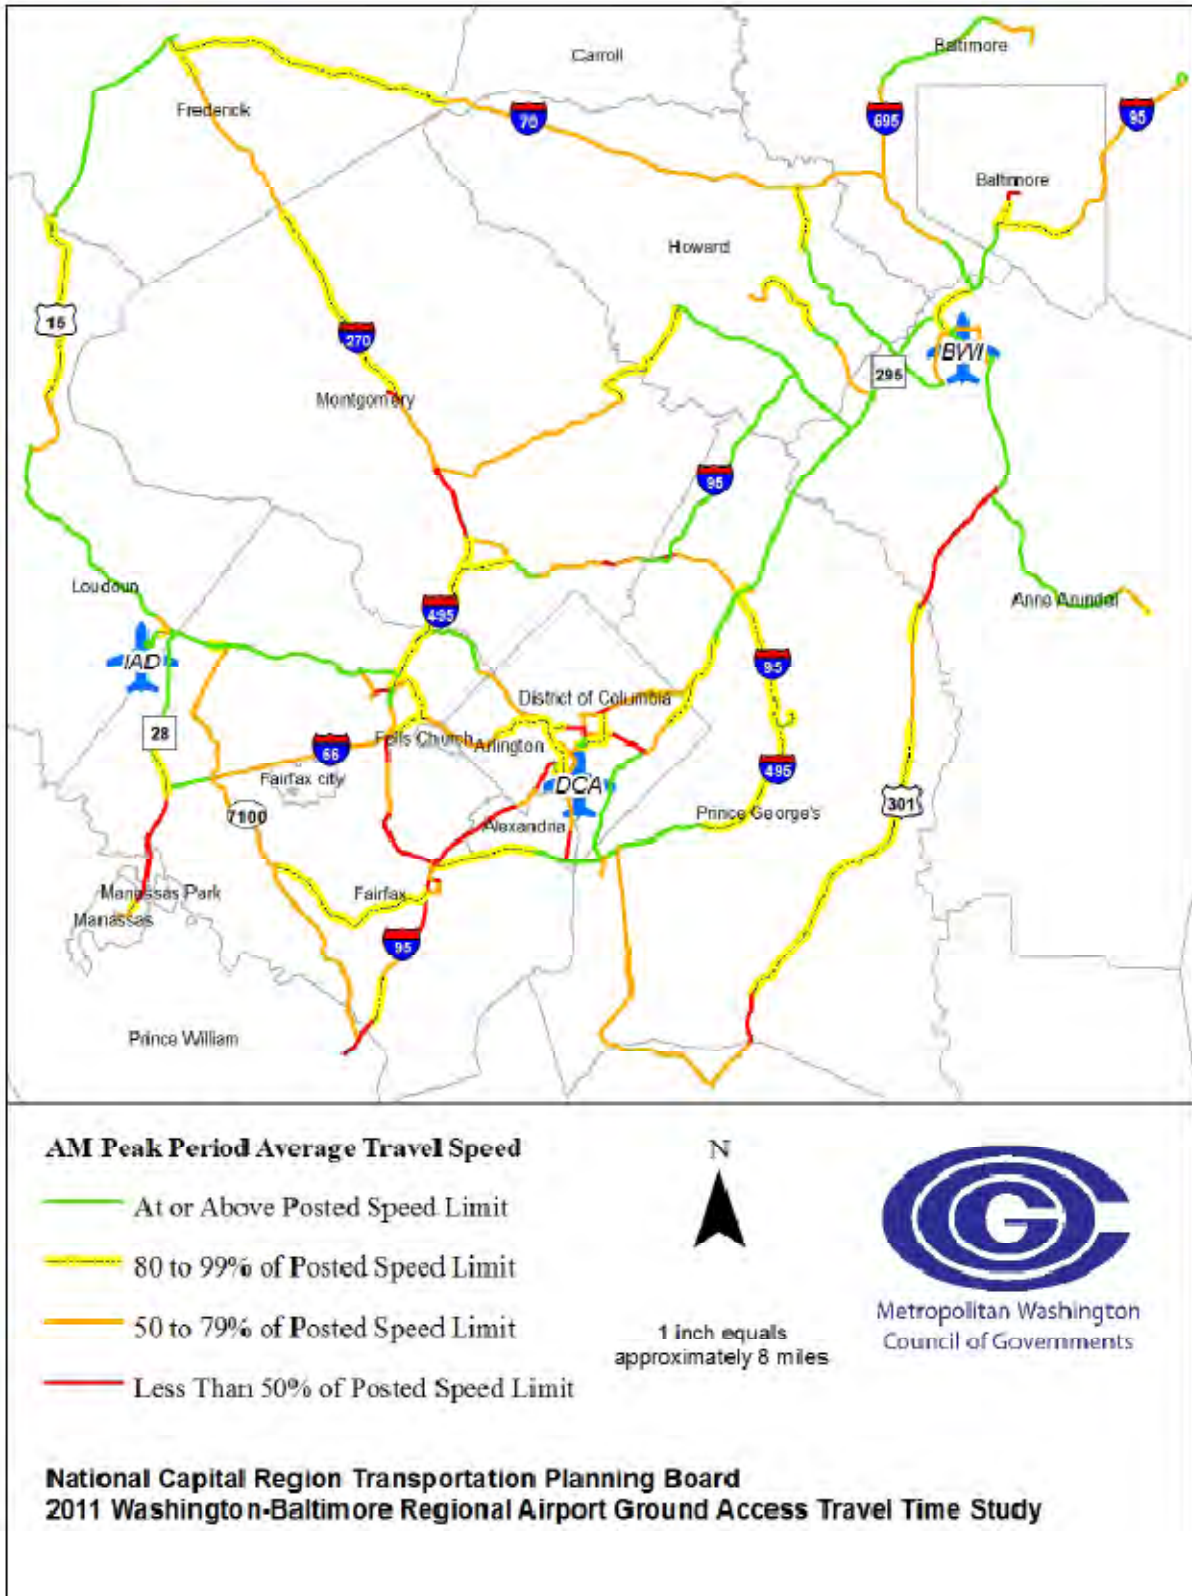 Carroll
Baltimore
Frederick
70
695
95
Baltimore
Howard
15
270
BWI
295
Montgomery
95
Loudoun
495
Anne Arundel
IAD
95
District of Columbia
28
Falls Church
Arlington
66
Fairfax city
DCA
495
7100
Prince George's
301
Alexandria
Manassas Park
Fairfax
Manassas
95
Prince William
AM Peak Period Average Travel Speed
N
At or Above Posted Speed Limit
80 to 99% of Posted Speed Limit
50 to 79% of Posted Speed Limit
Less Than 50% of Posted Speed Limit
1 inch equals
approximately 8 miles
COG
Metropolitan Washington
Council of Governments
National Capital Region Transportation Planning Board
2011 Washington-Baltimore Regional Airport Ground Access Travel Time Study